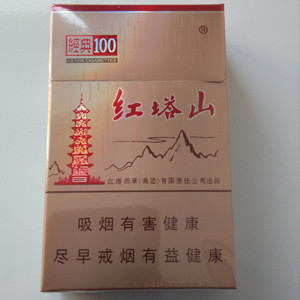 經典100
FILTER CIGARETTES
®
红塔山
红塔烟草（集团）有限责任公司出品
吸烟有害健康
尽早戒烟有益健康